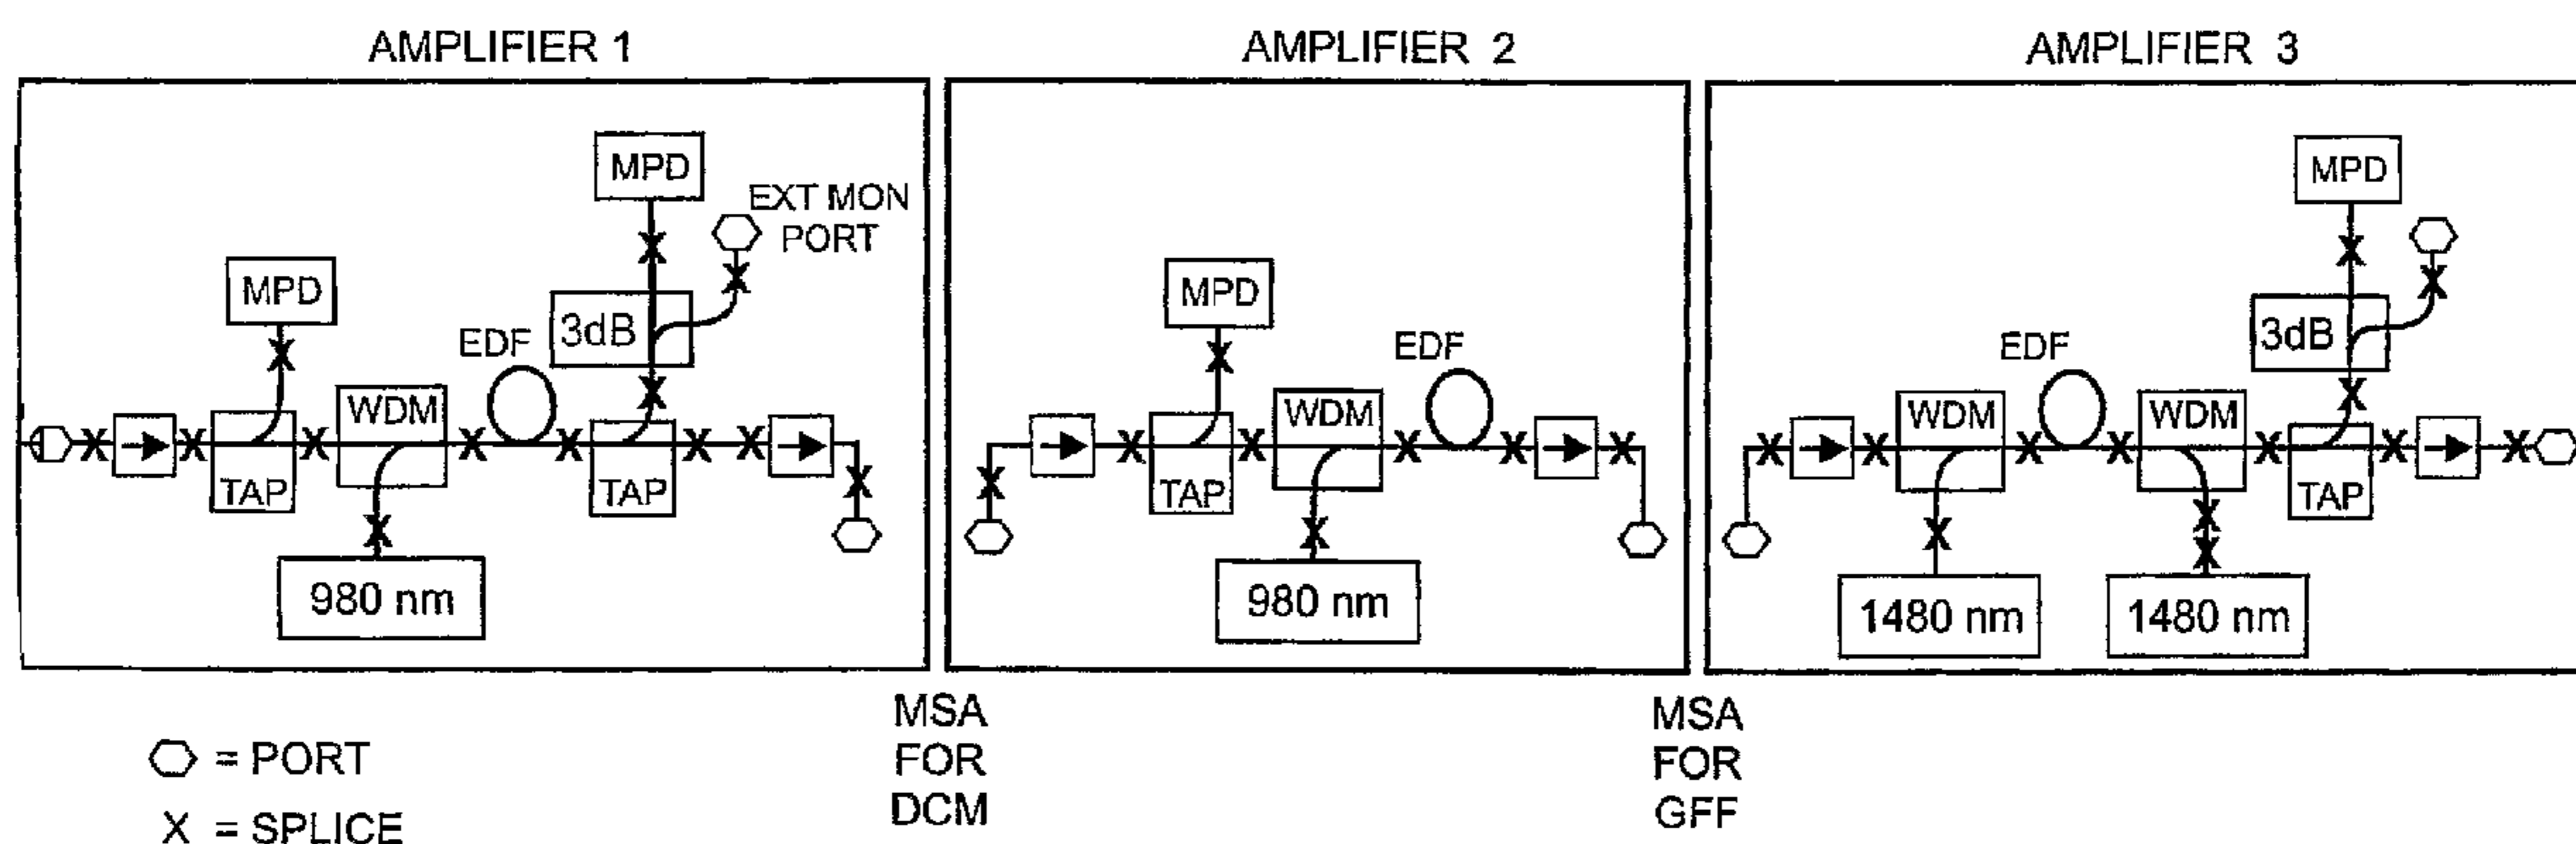 AMPLIFIER 1
MPD
MPD
EXT MON
PORT
3dB
EDF
WDM
TAP
TAP
980 nm
AMPLIFIER 2
MPD
EDF
WDM
TAP
980 nm
AMPLIFIER 3
MPD
3dB
EDF
WDM
WDM
TAP
1480 nm
1480 nm
MSA
FOR
DCM
MSA
FOR
GFF
= PORT
X = SPLICE